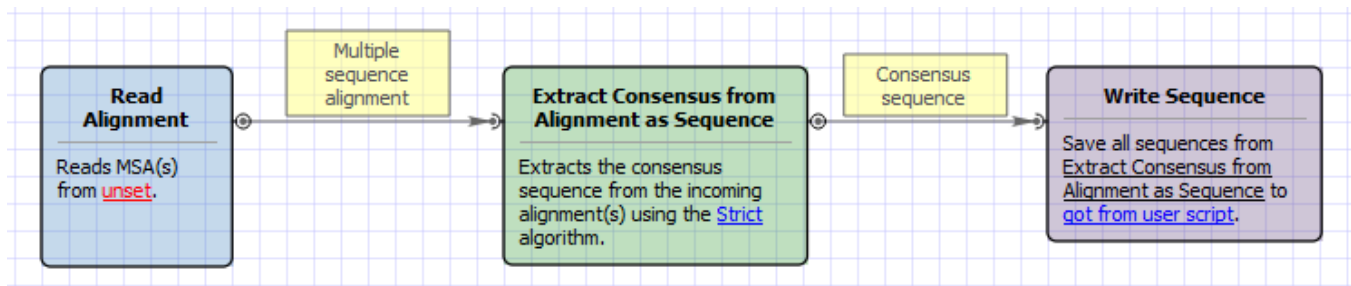 Read
Alignment
Reads MSA(s)
from unset.
Multiple
sequence
alignment
Extract Consensus from
Alignment as Sequence
Extracts the consensus
sequence from the incoming
alignment(s) using the Strict
algorithm.
Consensus
sequence
Write Sequence
Save all sequences from
Extract Consensus from
Alignment as Sequence to
got from user script.